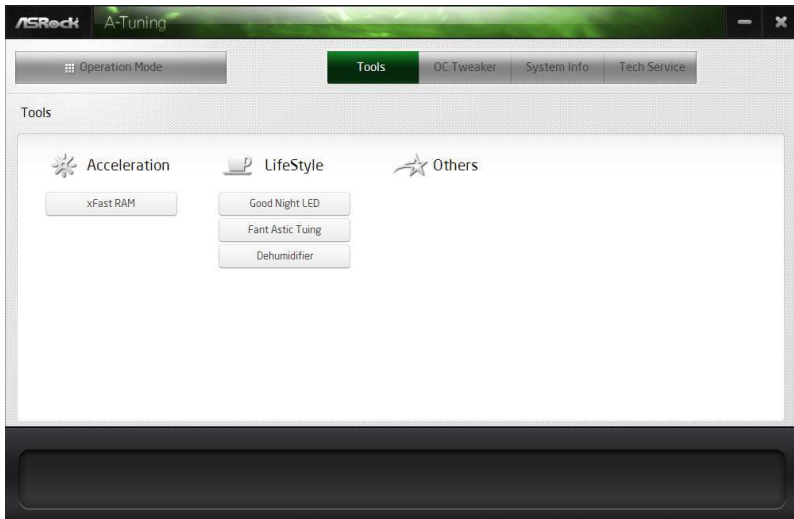 ASRock A-Tuning
Operation Mode Tools OC Tweaker System Info Tech Service
Tools
Acceleration LifeStyle Others
xFast RAM Good Night LED
Fant Astic Tuing
Dehumidifier